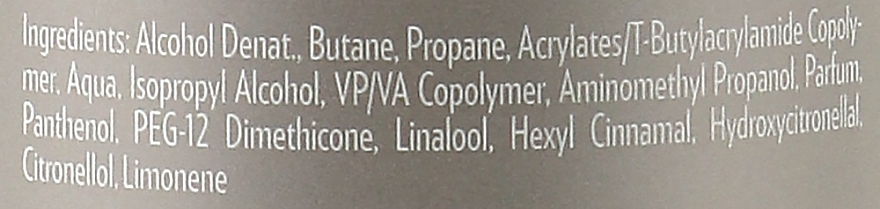 Ingredients: Alcohol Denat., Butane, Propane, Acrylates/T-Butylacrylamide Copoly-
mer, Aqua, Isopropyl Alcohol, VP/VA Copolymer, Aminomethyl Propanol, Parfum,
Panthenol, PEG-12 Dimethicone, Linalool, Hexyl Cinnamal, Hydroxycitronellal,
Citronellol, Limonene